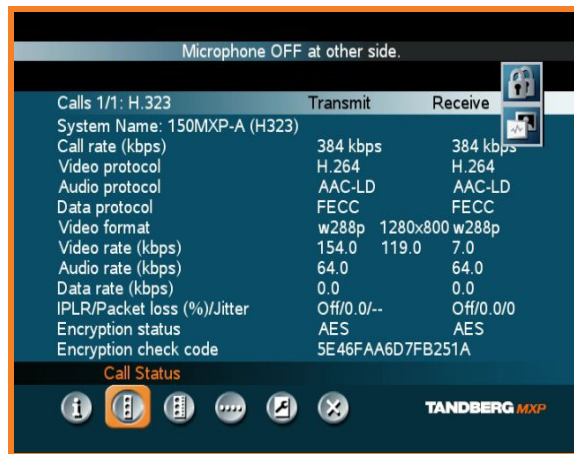 Microphone OFF at other side.
Calls 1/1: H.323 Transmit Receive
System Name: 150MXP-A (H323)
Call rate (kbps) 384 kbps 384 kbps
Video protocol H.264 H.264
Audio protocol AAC-LD AAC-LD
Data protocol FECC FECC
Video format w288p 1280x800 w288p
Video rate (kbps) 154.0 119.0 7.0
Audio rate (kbps) 64.0 64.0
Data rate (kbps) 0.0 0.0
IPLR/Packet loss (%)/Jitter Off/0.0/-- Off/0.0/0
Encryption status AES AES
Encryption check code 5E46FAA6D7FB251A
Call Status
TANDBERG MXP